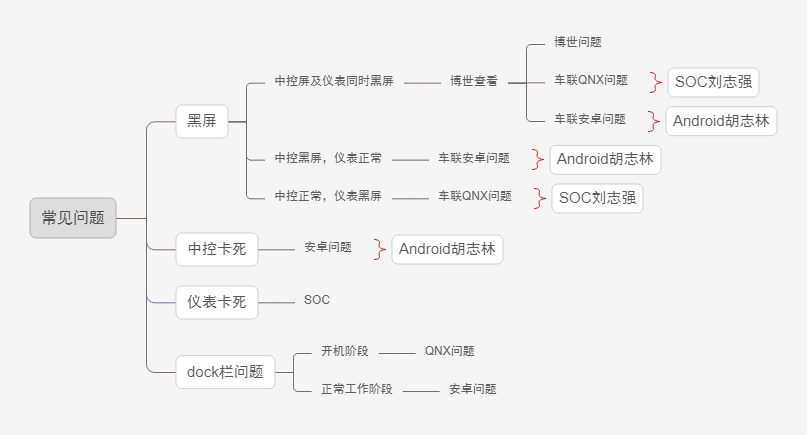 常见问题
黑屏
中控屏及仪表同时黑屏
博世查看
博世问题
车联QNX问题
SOC刘志强
车联安卓问题
Android胡志林
中控黑屏，仪表正常
车联安卓问题
Android胡志林
中控正常，仪表黑屏
车联QNX问题
SOC刘志强
中控卡死
安卓问题
Android胡志林
仪表卡死
SOC
dock栏问题
开机阶段
QNX问题
正常工作阶段
安卓问题